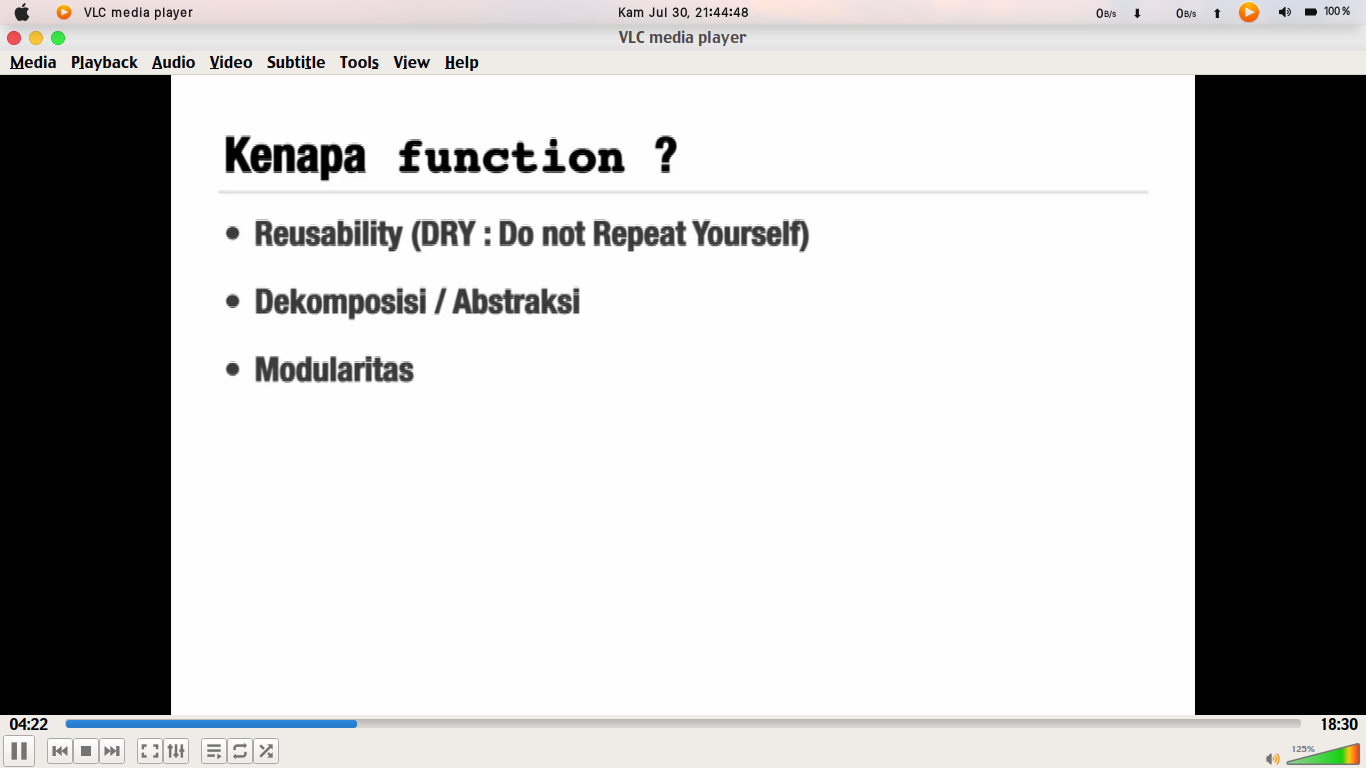 VLC media player
Kam Jul 30, 21:44:48
0B/s
0B/s
100%
VLC media player
Media Playback Audio Video Subtitle Tools View Help
Kenapa function ?
• Reusability (DRY : Do not Repeat Yourself)
• Dekomposisi / Abstraksi
• Modularitas
04:22
18:30
125%